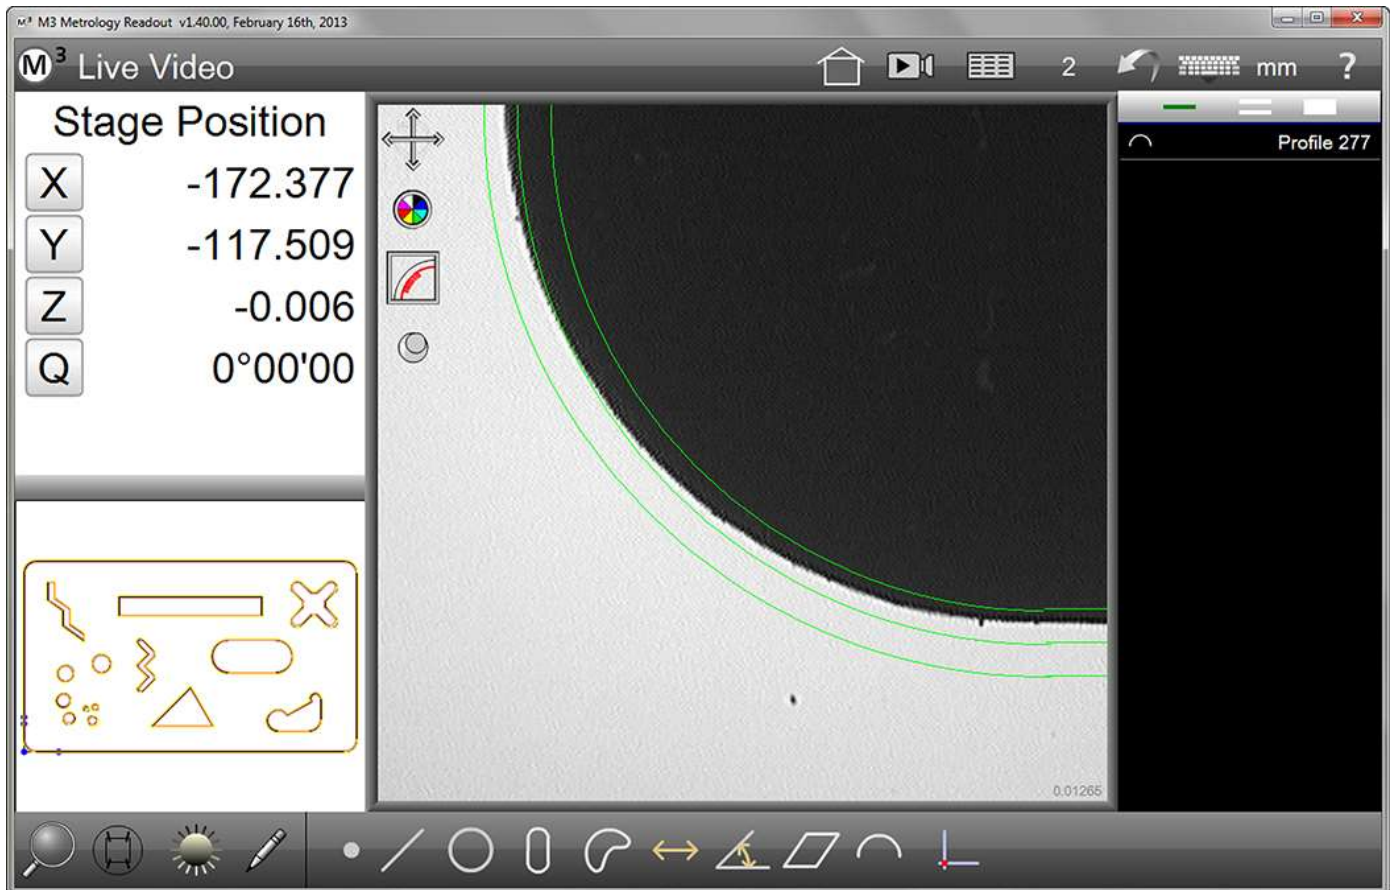 M³ M3 Metrology Readout v1.40.00, February 16th, 2013
M³ Live Video
2
mm
?
Stage Position
X -172.377
Y -117.509
Z -0.006
Q 0°00'00
Profile 277
0.01265